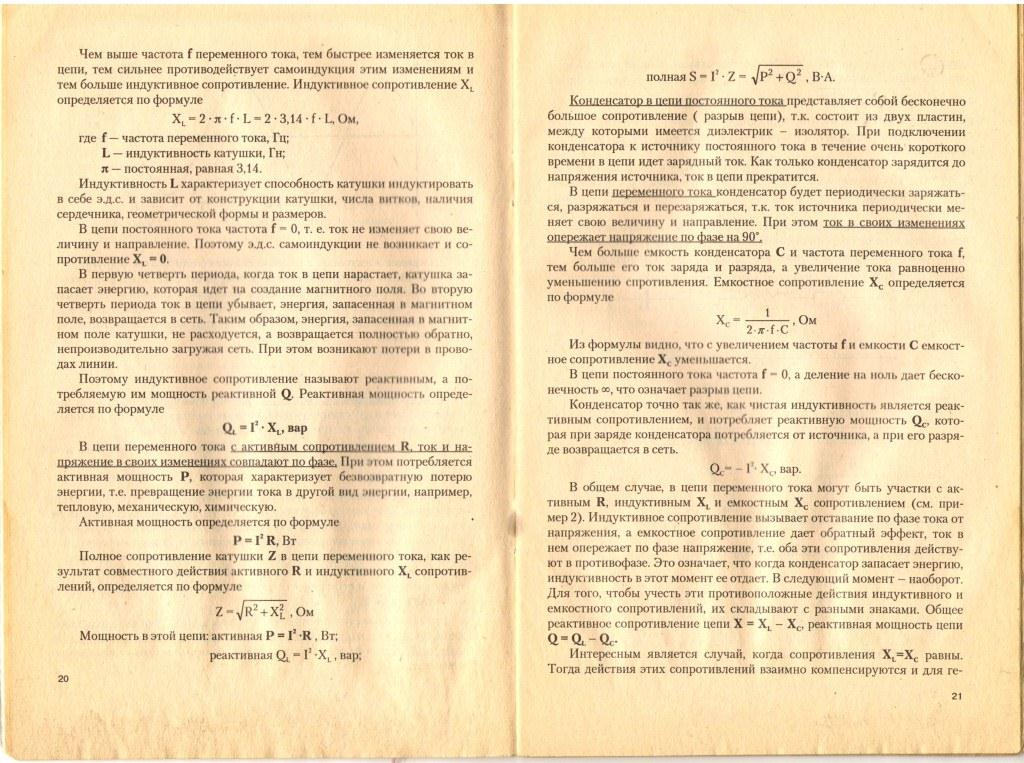 Чем выше частота f переменного тока, тем быстрее изменяется ток в
цепи, тем сильнее противодействует самоиндукция этим изменениям и
тем больше индуктивное сопротивление. Индуктивное сопротивление X_L
определяется по формуле
X_L = 2 · π · f · L = 2 · 3,14 · f · L, Ом,
где f — частота переменного тока, Гц;
L — индуктивность катушки, Гн;
π — постоянная, равная 3,14.
Индуктивность L характеризует способность катушки индуктировать
в себе э.д.с. и зависит от конструкции катушки, числа витков, наличия
сердечника, геометрической формы и размеров.
В цепи постоянного тока частота f = 0, т. е. ток не изменяет свою ве-
личину и направление. Поэтому э.д.с. самоиндукции не возникает и со-
противление X_L = 0.
В первую четверть периода, когда ток в цепи нарастает, катушка за-
пасает энергию, которая идет на создание магнитного поля. Во вторую
четверть периода ток в цепи убывает, энергия, запасенная в магнитном
поле, возвращается в сеть. Таким образом, энергия, запасенная в магнит-
ном поле катушки, не расходуется, а возвращается полностью обратно,
непроизводительно загружая сеть. При этом возникают потери в прово-
дах линии.
Поэтому индуктивное сопротивление называют реактивным, а по-
требляемую им мощность реактивной Q. Реактивная мощность опреде-
ляется по формуле
Q_L = I² · X_L, вар
В цепи переменного тока с активным сопротивлением R, ток и на-
пряжение в своих изменениях совпадают по фазе. При этом потребляется
активная мощность P, которая характеризует безвозвратную потерю
энергии, т.е. превращение энергии тока в другой вид энергии, например,
тепловую, механическую, химическую.
Активная мощность определяется по формуле
P = I² R, Вт
Полное сопротивление катушки Z в цепи переменного тока, как ре-
зультат совместного действия активного R и индуктивного X_L сопротив-
лений, определяется по формуле
Z = √(R² + X_L²) , Ом
Мощность в этой цепи: активная P = I² ·R , Вт;
реактивная Q_L = I² ·X_L , вар;
20
полная S = I² · Z = √(P² + Q²) , В·А.
Конденсатор в цепи постоянного тока представляет собой бесконечно
большое сопротивление ( разрыв цепи), т.к. состоит из двух пластин,
между которыми имеется диэлектрик – изолятор. При подключении
конденсатора к источнику постоянного тока в течение очень короткого
времени в цепи идет зарядный ток. Как только конденсатор зарядится до
напряжения источника, ток в цепи прекратится.
В цепи переменного тока конденсатор будет периодически заряжать-
ся, разряжаться и перезаряжаться, т.к. ток источника периодически ме-
няет свою величину и направление. При этом ток в своих изменениях
опережает напряжение по фазе на 90°.
Чем больше емкость конденсатора C и частота переменного тока f,
тем больше его ток заряда и разряда, а увеличение тока равноценно
уменьшению спротивления. Емкостное сопротивление X_C определяется
по формуле
X_C = 1 / (2·π·f·C) , Ом
Из формулы видно, что с увеличением частоты f и емкости C емкост-
ное сопротивление X_C уменьшается.
В цепи постоянного тока частота f = 0, а деление на ноль дает беско-
нечность ∞, что означает разрыв цепи.
Конденсатор точно так же, как чистая индуктивность является реак-
тивным сопротивлением, и потребляет реактивную мощность Q_C, кото-
рая при заряде конденсатора потребляется от источника, а при его разря-
де возвращается в сеть.
Q_C = – I² · X_C, вар.
В общем случае, в цепи переменного тока могут быть участки с ак-
тивным R, индуктивным X_L и емкостным X_C сопротивлением (см. при-
мер 2). Индуктивное сопротивление вызывает отставание по фазе тока от
напряжения, а емкостное сопротивление дает обратный эффект, ток в
нем опережает по фазе напряжение, т.е. оба эти сопротивления действу-
ют в противофазе. Это означает, что когда конденсатор запасает энергию,
индуктивность в этот момент ее отдает. В следующий момент – наоборот.
Для того, чтобы учесть эти противоположные действия индуктивного и
емкостного сопротивлений, их складывают с разными знаками. Общее
реактивное сопротивление цепи X = X_L – X_C, реактивная мощность цепи
Q = Q_L – Q_C.
Интересным является случай, когда сопротивления X_L=X_C равны.
Тогда действия этих сопротивлений взаимно компенсируются и для ге-
21